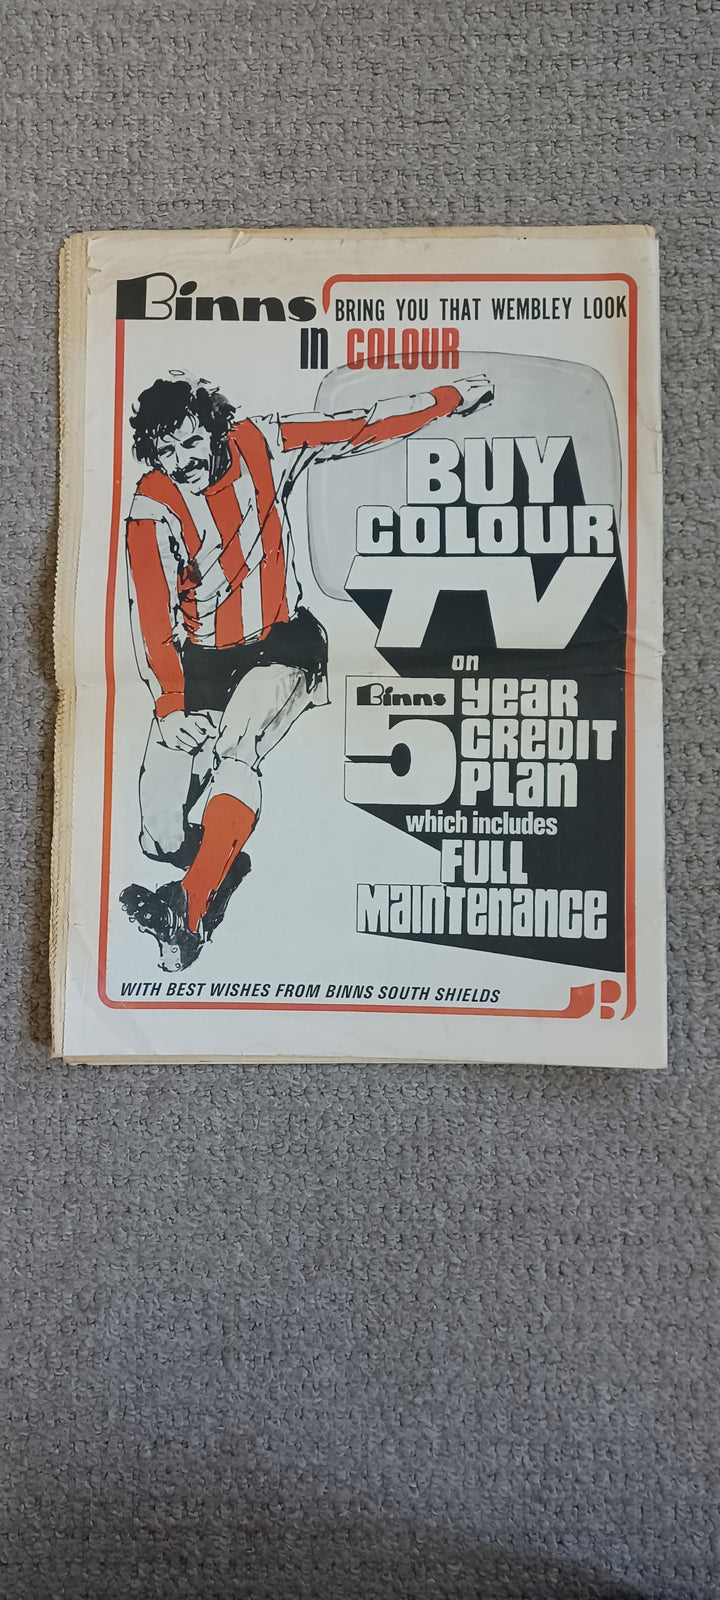 Binns BRING YOU THAT WEMBLEY LOOK
IN COLOUR
BUY
COLOUR
TV
on
Binns
5 YEAR
CREDIT
PLAN
which includes
FULL
MAINTENANCE
WITH BEST WISHES FROM BINNS SOUTH SHIELDS
B